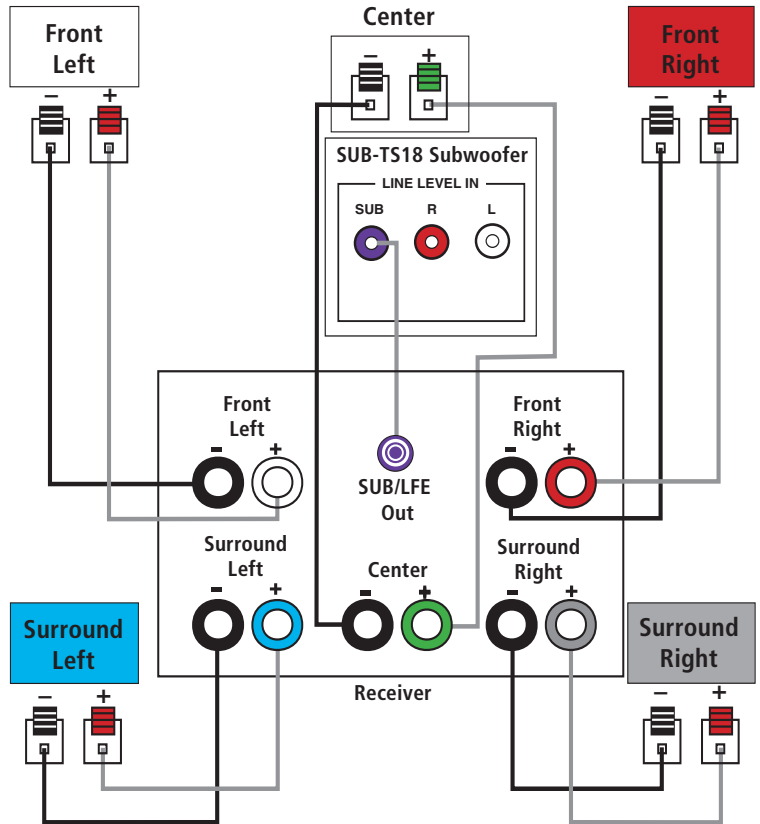 Center
Front
Left
Front
Right
− +
− +
− +
SUB-TS18 Subwoofer
LINE LEVEL IN
SUB R L
Front
Left
Front
Right
- +
- +
SUB/LFE
Out
Surround
Left
Center
Surround
Right
- +
- +
- +
Surround
Left
Surround
Right
Receiver
− +
− +